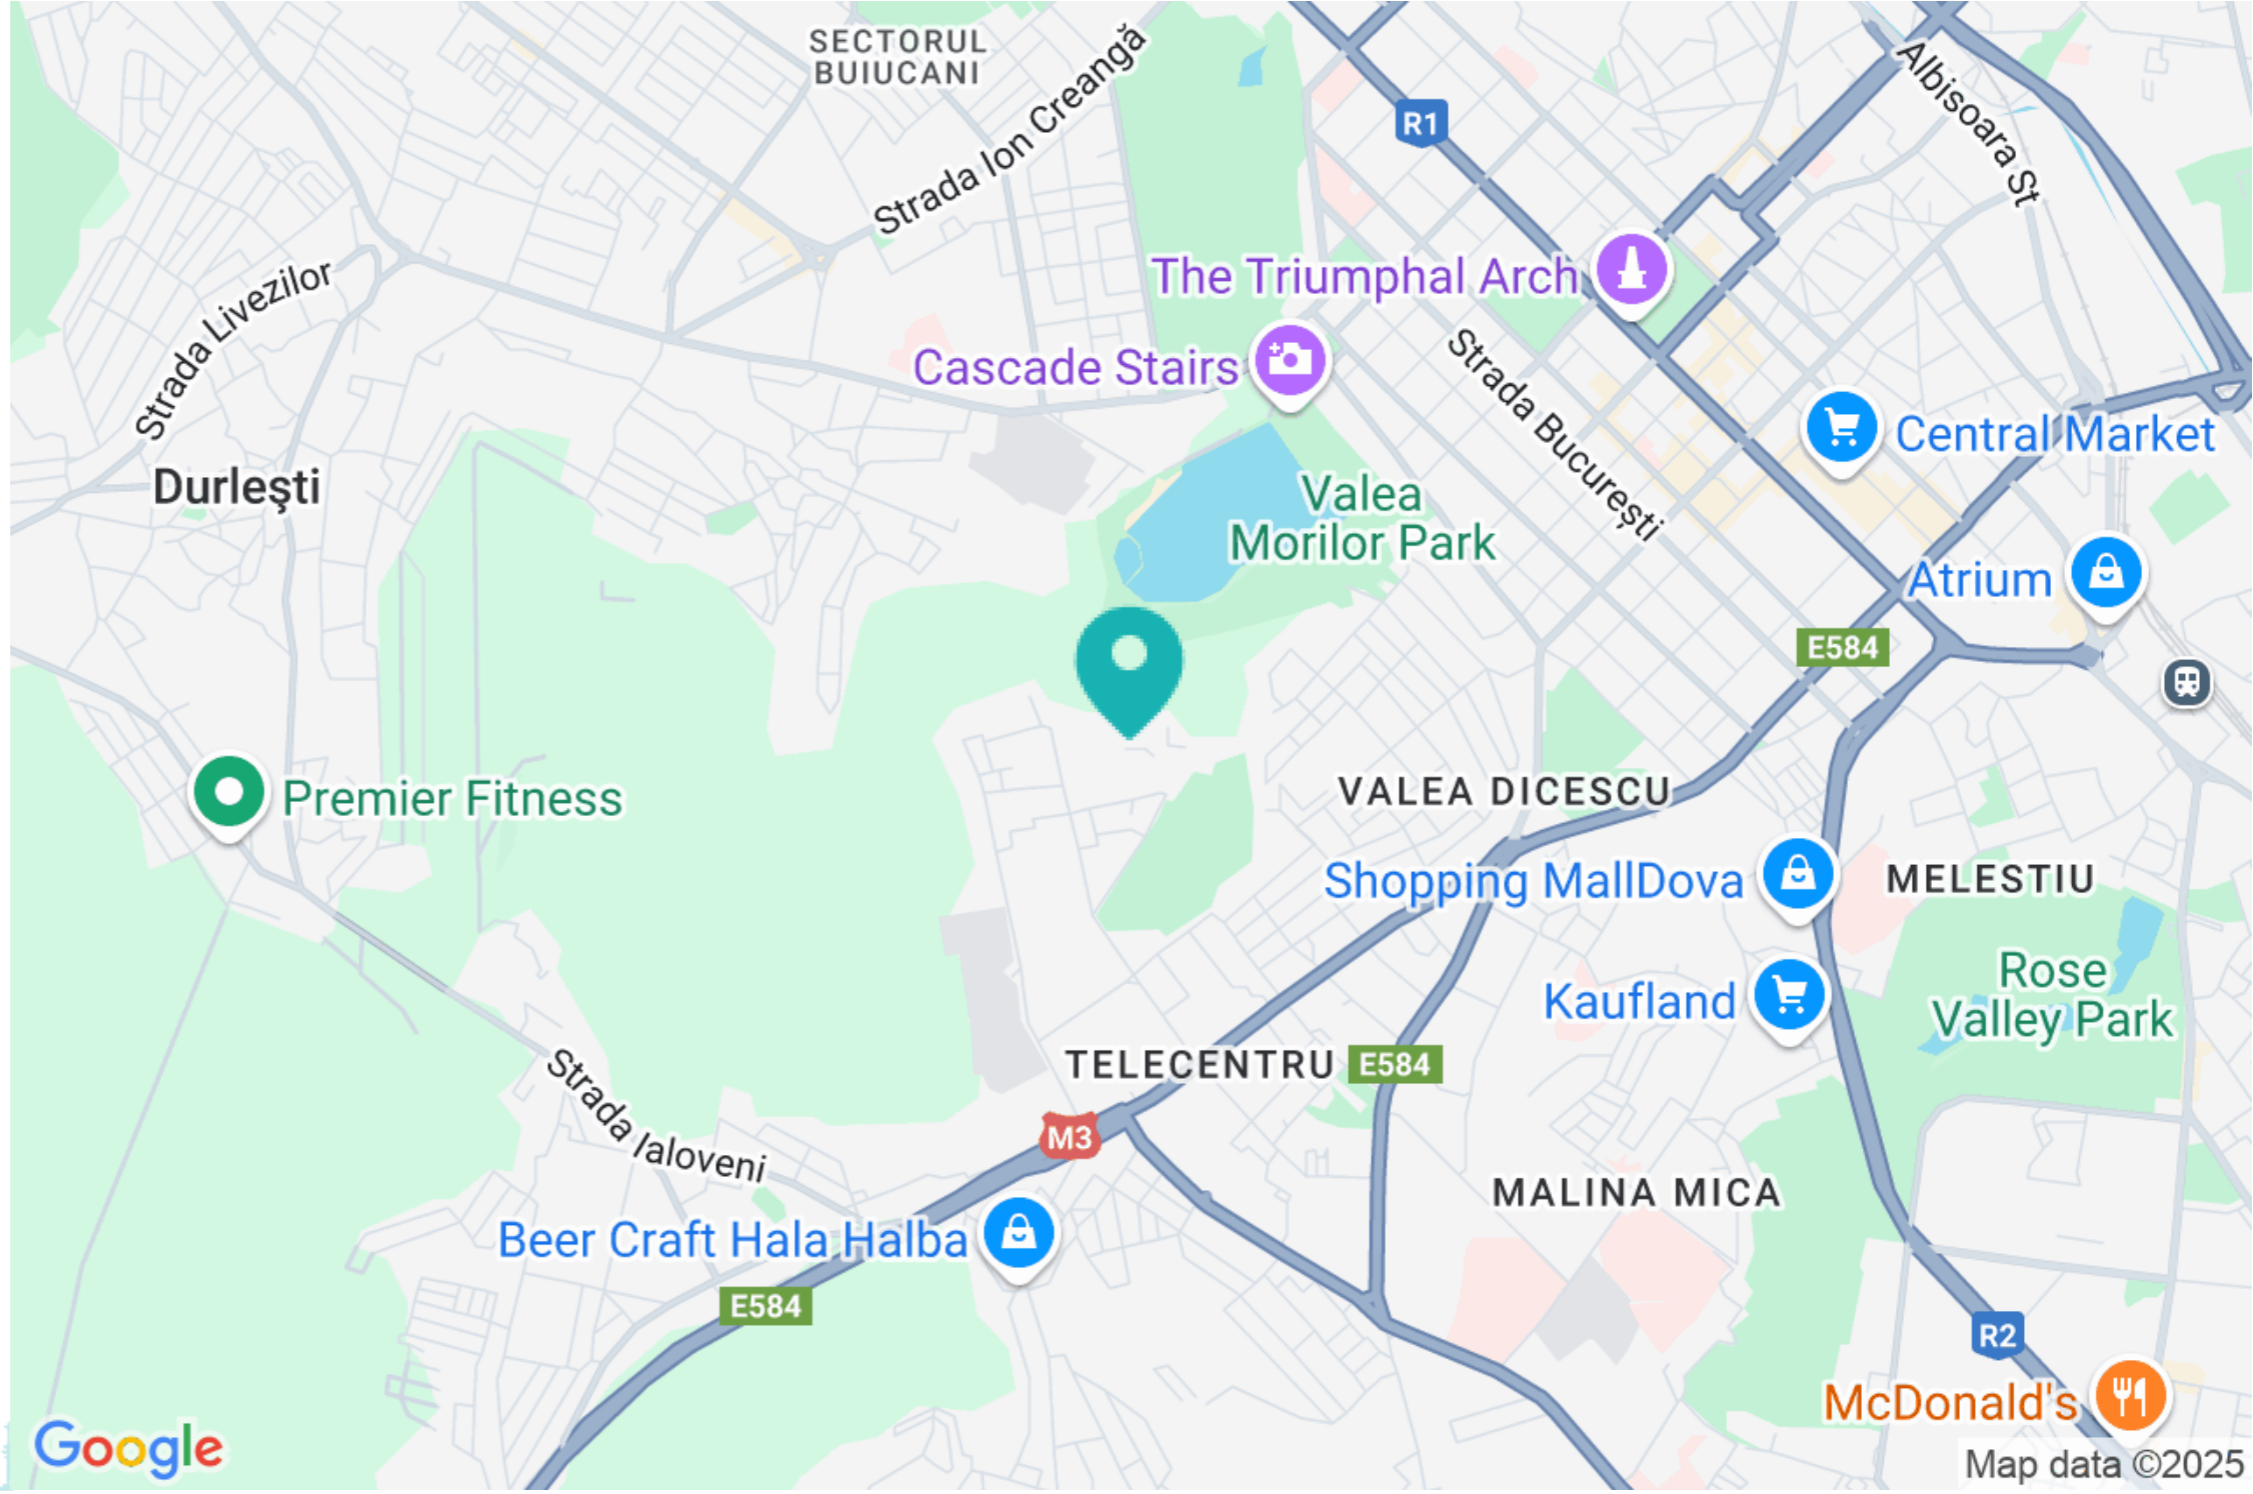 SECTORUL
BUIUCANI
Strada Ion Creangă
Albisoara St
R1
The Triumphal Arch
Strada Livezilor
Cascade Stairs
Strada București
Central Market
Durleşti
Valea
Morilor Park
Atrium
E584
Premier Fitness
VALEA DICESCU
Shopping MallDova
MELESTIU
Kaufland
Rose
Valley Park
TELECENTRU
E584
Strada Ialoveni
M3
MALINA MICA
Beer Craft Hala Halba
E584
R2
McDonald's
Google
Map data ©2025